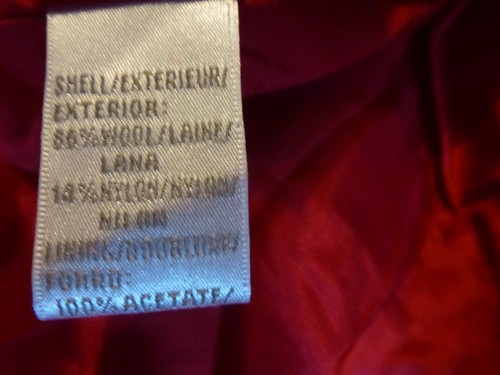 SHELL/EXTERIEUR/
EXTERIOR:
86%WOOL/LAINE/
LANA
14%NYLON/NYLON/
NILON
LINING/DOUBLURE/
FORRO:
100% ACETATE/